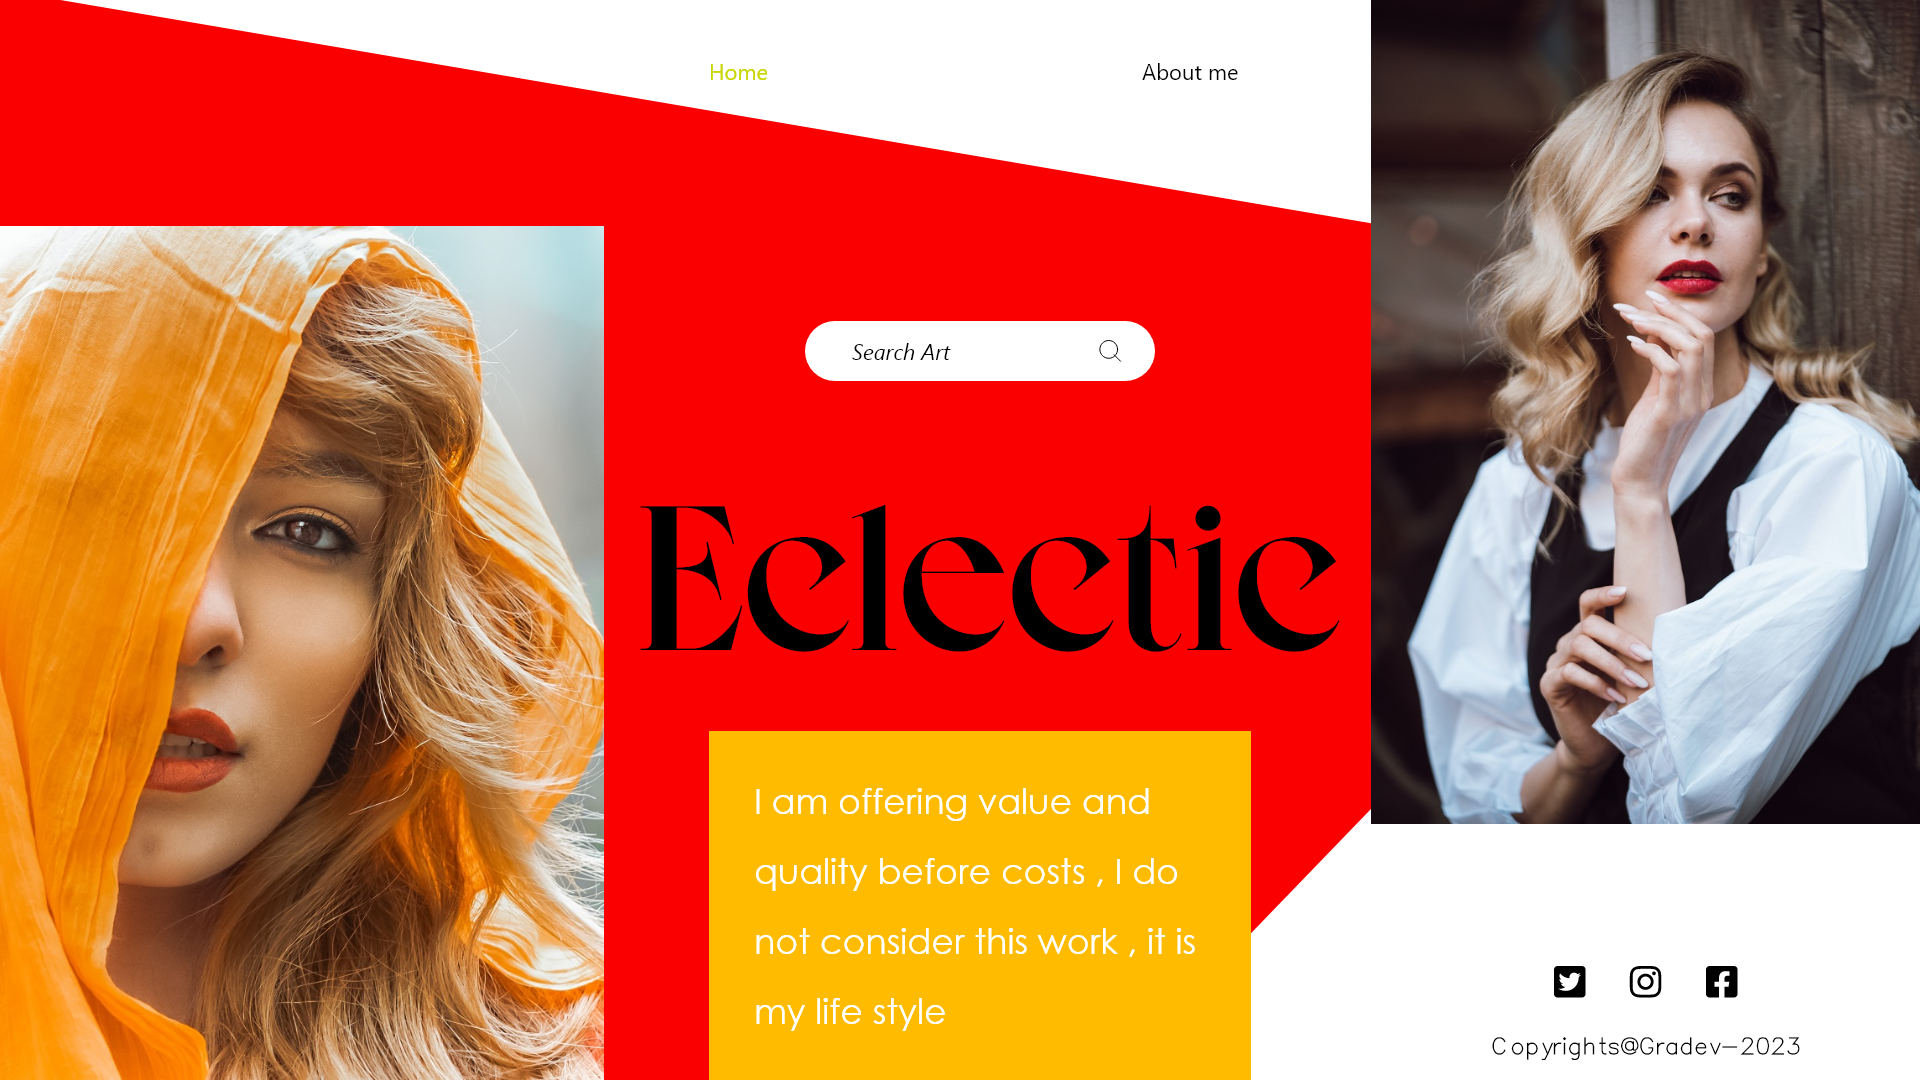 Home
About me
Search Art
Eclectic
I am offering value and
quality before costs , I do
not consider this work , it is
my life style
Copyrights@Gradev-2023